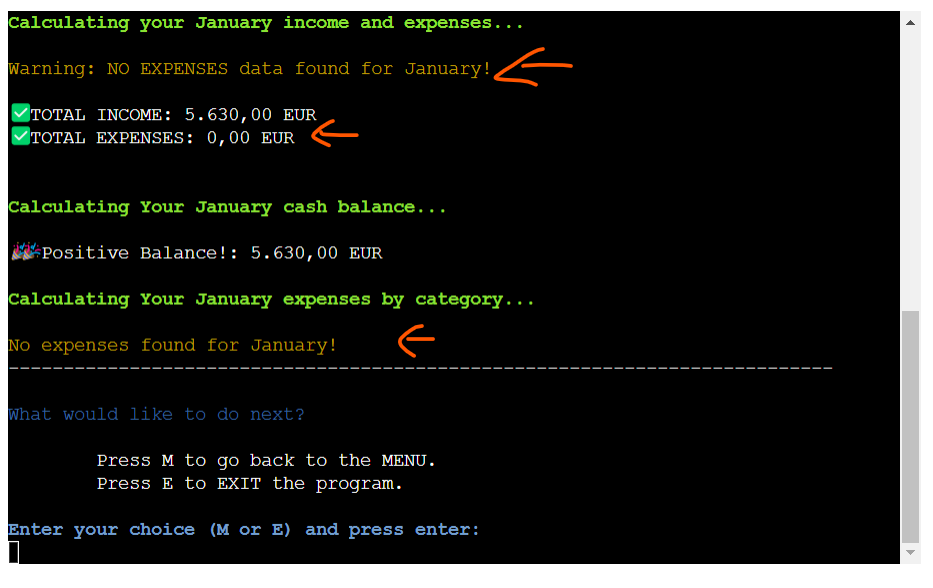 Calculating your January income and expenses...
Warning: NO EXPENSES data found for January!
✅TOTAL INCOME: 5.630,00 EUR
✅TOTAL EXPENSES: 0,00 EUR
Calculating Your January cash balance...
🎉Positive Balance!: 5.630,00 EUR
Calculating Your January expenses by category...
No expenses found for January!
---------------------------------------------------------------------------
What would like to do next?
Press M to go back to the MENU.
Press E to EXIT the program.
Enter your choice (M or E) and press enter: